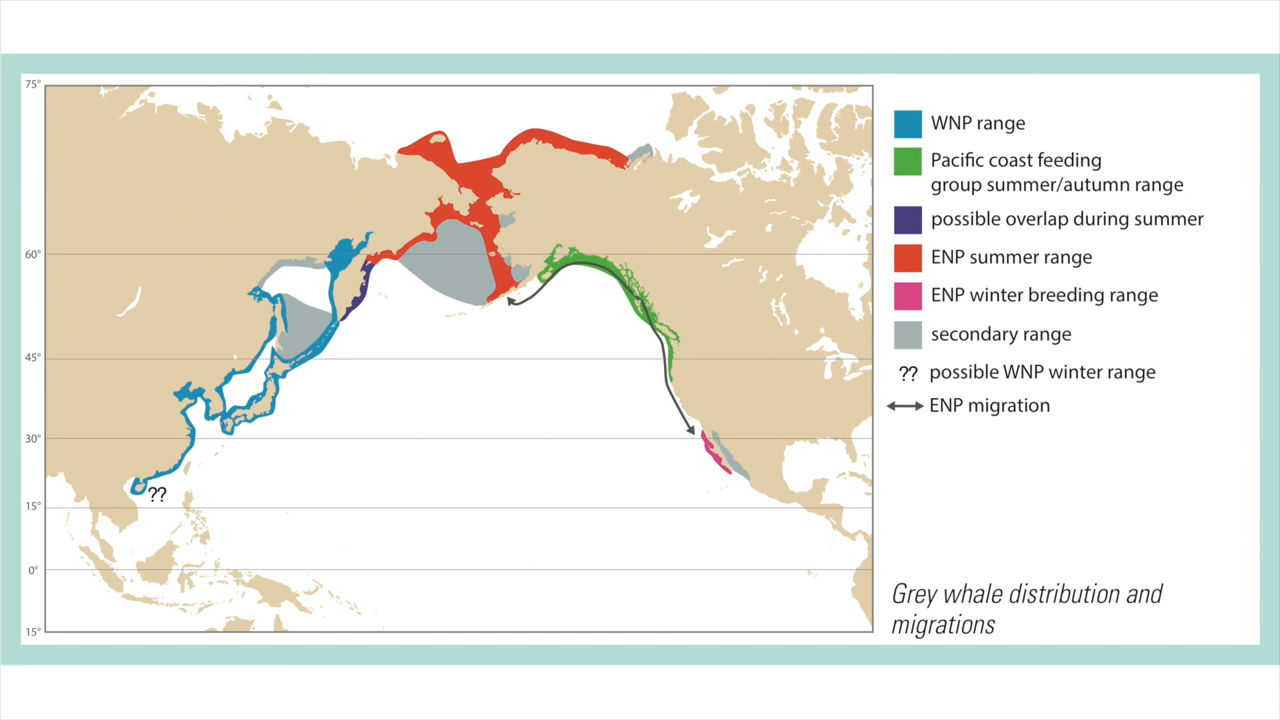 75°
60°
45°
30°
15°
0°
15°
??
WNP range
Pacific coast feeding
group summer/autumn range
possible overlap during summer
ENP summer range
ENP winter breeding range
secondary range
?? possible WNP winter range
ENP migration
Grey whale distribution and
migrations